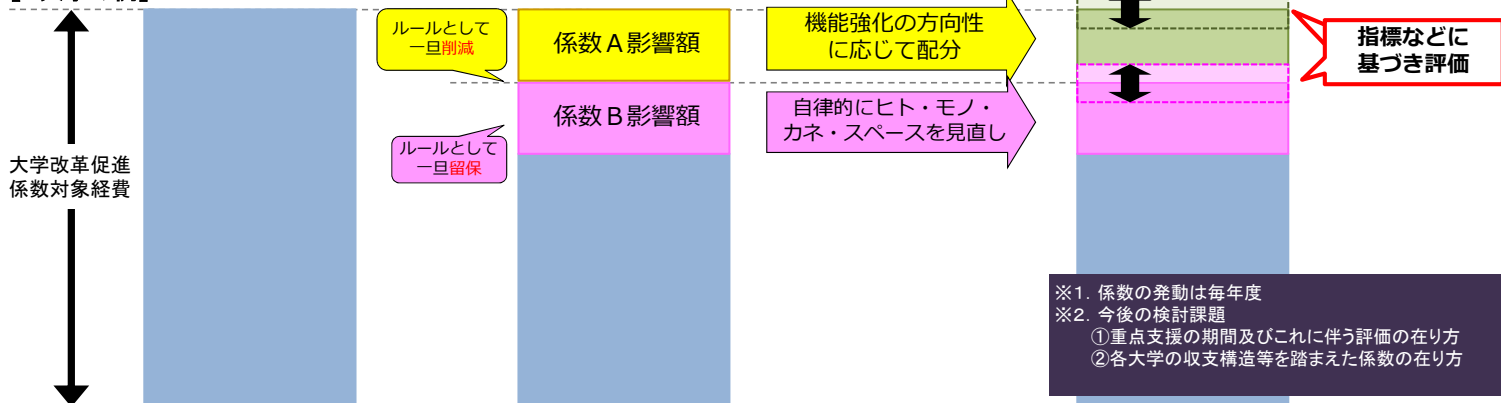 ルールとして
一旦削減
係数A影響額
機能強化の方向性
に応じて配分
指標などに
基づき評価
大学改革促進
係数対象経費
ルールとして
一旦留保
係数B影響額
自律的にヒト・モノ・
カネ・スペースを見直し
※1. 係数の発動は毎年度
※2. 今後の検討課題
①重点支援の期間及びこれに伴う評価の在り方
②各大学の収支構造等を踏まえた係数の在り方